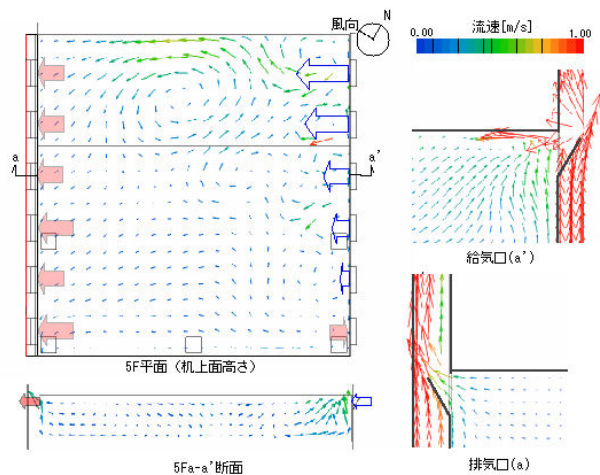 風向
N
流速[m/s]
0.00
1.00
a
a'
給気口(a')
5F平面（机上面高さ）
5Fa-a'断面
排気口(a)